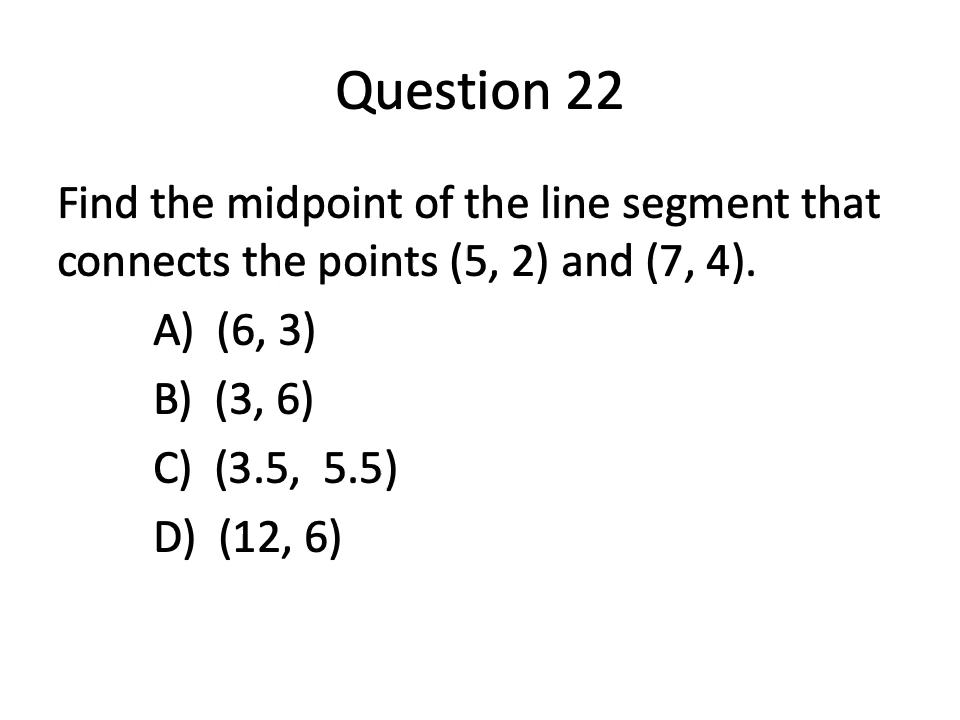 Question 22
Find the midpoint of the line segment that
connects the points (5, 2) and (7, 4).
A)  (6, 3)
B)  (3, 6)
C)  (3.5,  5.5)
D)  (12, 6)